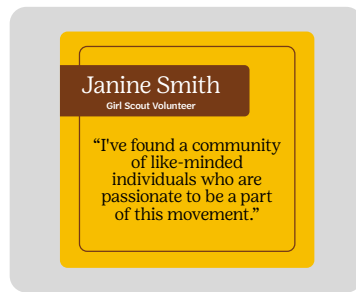 Janine Smith
Girl Scout Volunteer
“I've found a community
of like-minded
individuals who are
passionate to be a part
of this movement.”